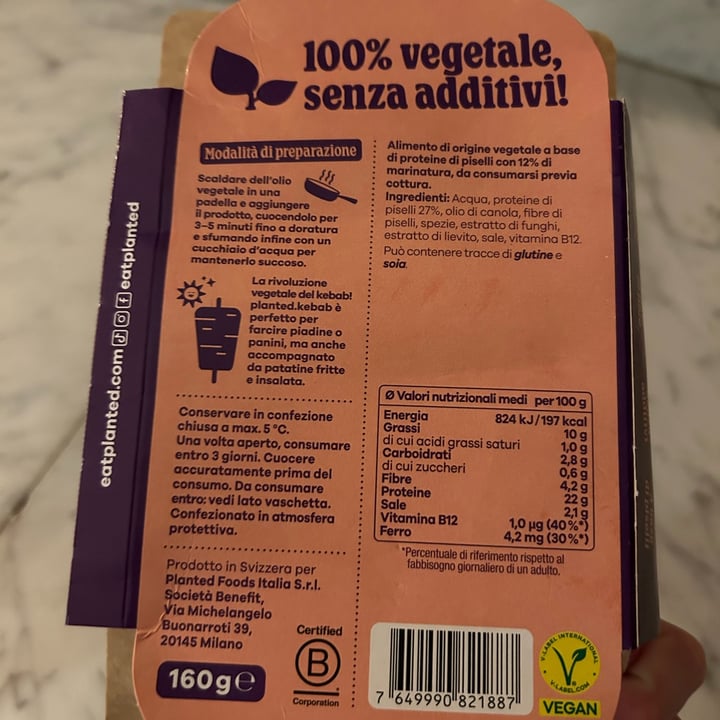 100% vegetale,
senza additivi!
Modalità di preparazione
Scaldare dell'olio
vegetale in una
padella e aggiungere
il prodotto, cuocendolo per
3-5 minuti fino a doratura
e sfumando infine con un
cucchiaio d'acqua per
mantenerlo succoso.
La rivoluzione
vegetale del kebab!
planted.kebab è
perfetto per
farcire piadine o
panini, ma anche
accompagnato
da patatine fritte
e insalata.
Conservare in confezione
chiusa a max. 5 °C.
Una volta aperto, consumare
entro 3 giorni. Cuocere
accuratamente prima del
consumo. Da consumare
entro: vedi lato vaschetta.
Confezionato in atmosfera
protettiva.
Prodotto in Svizzera per
Planted Foods Italia S.r.l.
Società Benefit,
Via Michelangelo
Buonarroti 39,
20145 Milano
160g e
Certified
B
Corporation
Alimento di origine vegetale a base
di proteine di piselli con 12% di
marinatura, da consumarsi previa
cottura.
Ingredienti: Acqua, proteine di
piselli 27%, olio di canola, fibre di
piselli, spezie, estratto di funghi,
estratto di lievito, sale, vitamina B12.
Può contenere tracce di glutine e
soia.
Ø Valori nutrizionali medi per 100 g
Energia 824 kJ/197 kcal
Grassi 10 g
di cui acidi grassi saturi 1,0 g
Carboidrati 2,8 g
di cui zuccheri 0,6 g
Fibre 4,2 g
Proteine 22 g
Sale 2,1 g
Vitamina B12 1,0 µg (40%*)
Ferro 4,2 mg (30%*)
*Percentuale di riferimento rispetto al
fabbisogno giornaliero di un adulto.
7 649990 821887
V-LABEL INTERNATIONAL
V-LABEL.COM
VEGAN
eatplanted.com eatplanted